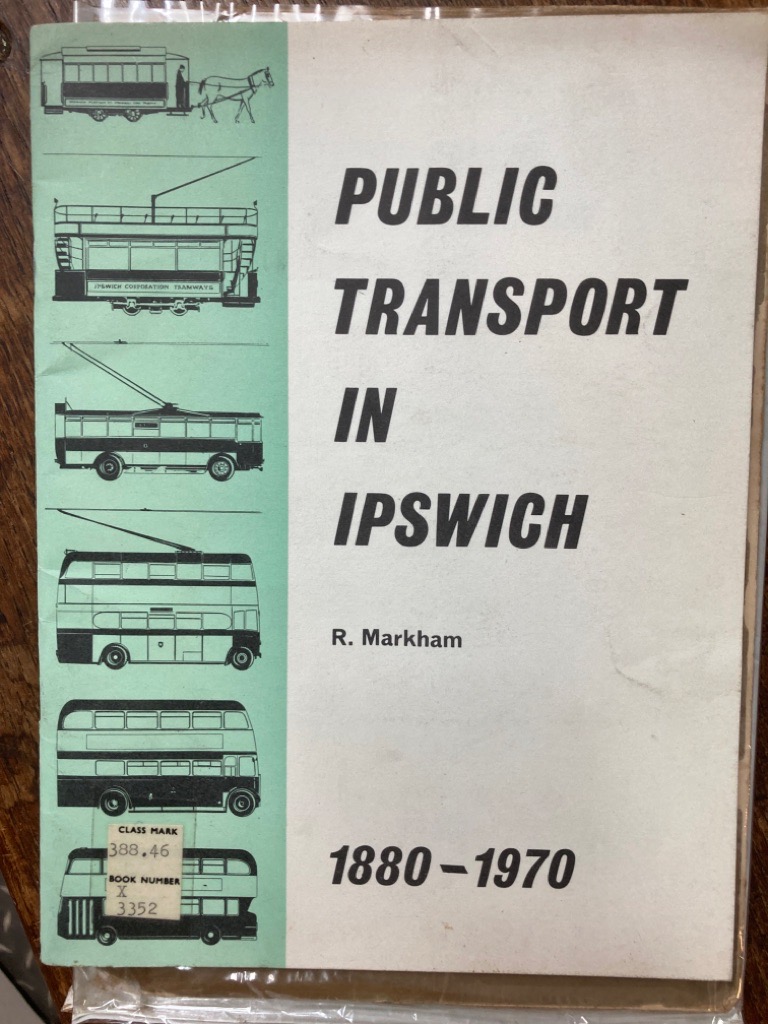 PUBLIC
TRANSPORT
IN
IPSWICH
R. Markham
1880-1970
IPSWICH CORPORATION TRAMWAYS
CLASS MARK
388.46
BOOK NUMBER
X
3352